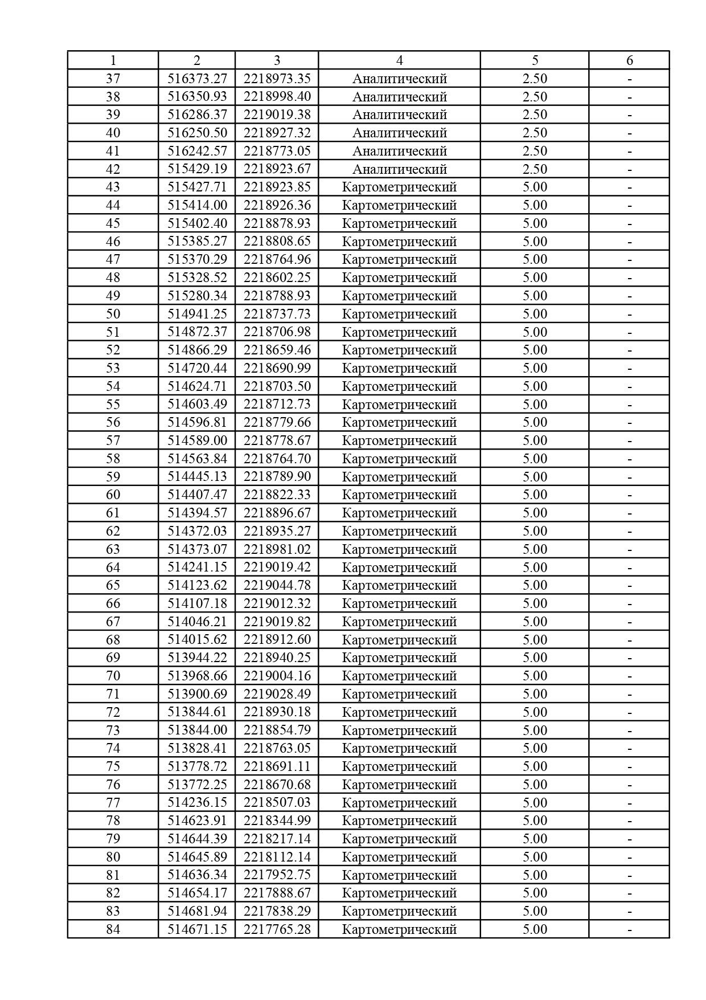 1 2 3 4 5 6
37 516373.27 2218973.35 Аналитический 2.50 -
38 516350.93 2218998.40 Аналитический 2.50 -
39 516286.37 2219019.38 Аналитический 2.50 -
40 516250.50 2218927.32 Аналитический 2.50 -
41 516242.57 2218773.05 Аналитический 2.50 -
42 515429.19 2218923.67 Аналитический 2.50 -
43 515427.71 2218923.85 Картометрический 5.00 -
44 515414.00 2218926.36 Картометрический 5.00 -
45 515402.40 2218878.93 Картометрический 5.00 -
46 515385.27 2218808.65 Картометрический 5.00 -
47 515370.29 2218764.96 Картометрический 5.00 -
48 515328.52 2218602.25 Картометрический 5.00 -
49 515280.34 2218788.93 Картометрический 5.00 -
50 514941.25 2218737.73 Картометрический 5.00 -
51 514872.37 2218706.98 Картометрический 5.00 -
52 514866.29 2218659.46 Картометрический 5.00 -
53 514720.44 2218690.99 Картометрический 5.00 -
54 514624.71 2218703.50 Картометрический 5.00 -
55 514603.49 2218712.73 Картометрический 5.00 -
56 514596.81 2218779.66 Картометрический 5.00 -
57 514589.00 2218778.67 Картометрический 5.00 -
58 514563.84 2218764.70 Картометрический 5.00 -
59 514445.13 2218789.90 Картометрический 5.00 -
60 514407.47 2218822.33 Картометрический 5.00 -
61 514394.57 2218896.67 Картометрический 5.00 -
62 514372.03 2218935.27 Картометрический 5.00 -
63 514373.07 2218981.02 Картометрический 5.00 -
64 514241.15 2219019.42 Картометрический 5.00 -
65 514123.62 2219044.78 Картометрический 5.00 -
66 514107.18 2219012.32 Картометрический 5.00 -
67 514046.21 2219019.82 Картометрический 5.00 -
68 514015.62 2218912.60 Картометрический 5.00 -
69 513944.22 2218940.25 Картометрический 5.00 -
70 513968.66 2219004.16 Картометрический 5.00 -
71 513900.69 2219028.49 Картометрический 5.00 -
72 513844.61 2218930.18 Картометрический 5.00 -
73 513844.00 2218854.79 Картометрический 5.00 -
74 513828.41 2218763.05 Картометрический 5.00 -
75 513778.72 2218691.11 Картометрический 5.00 -
76 513772.25 2218670.68 Картометрический 5.00 -
77 514236.15 2218507.03 Картометрический 5.00 -
78 514623.91 2218344.99 Картометрический 5.00 -
79 514644.39 2218217.14 Картометрический 5.00 -
80 514645.89 2218112.14 Картометрический 5.00 -
81 514636.34 2217952.75 Картометрический 5.00 -
82 514654.17 2217888.67 Картометрический 5.00 -
83 514681.94 2217838.29 Картометрический 5.00 -
84 514671.15 2217765.28 Картометрический 5.00 -